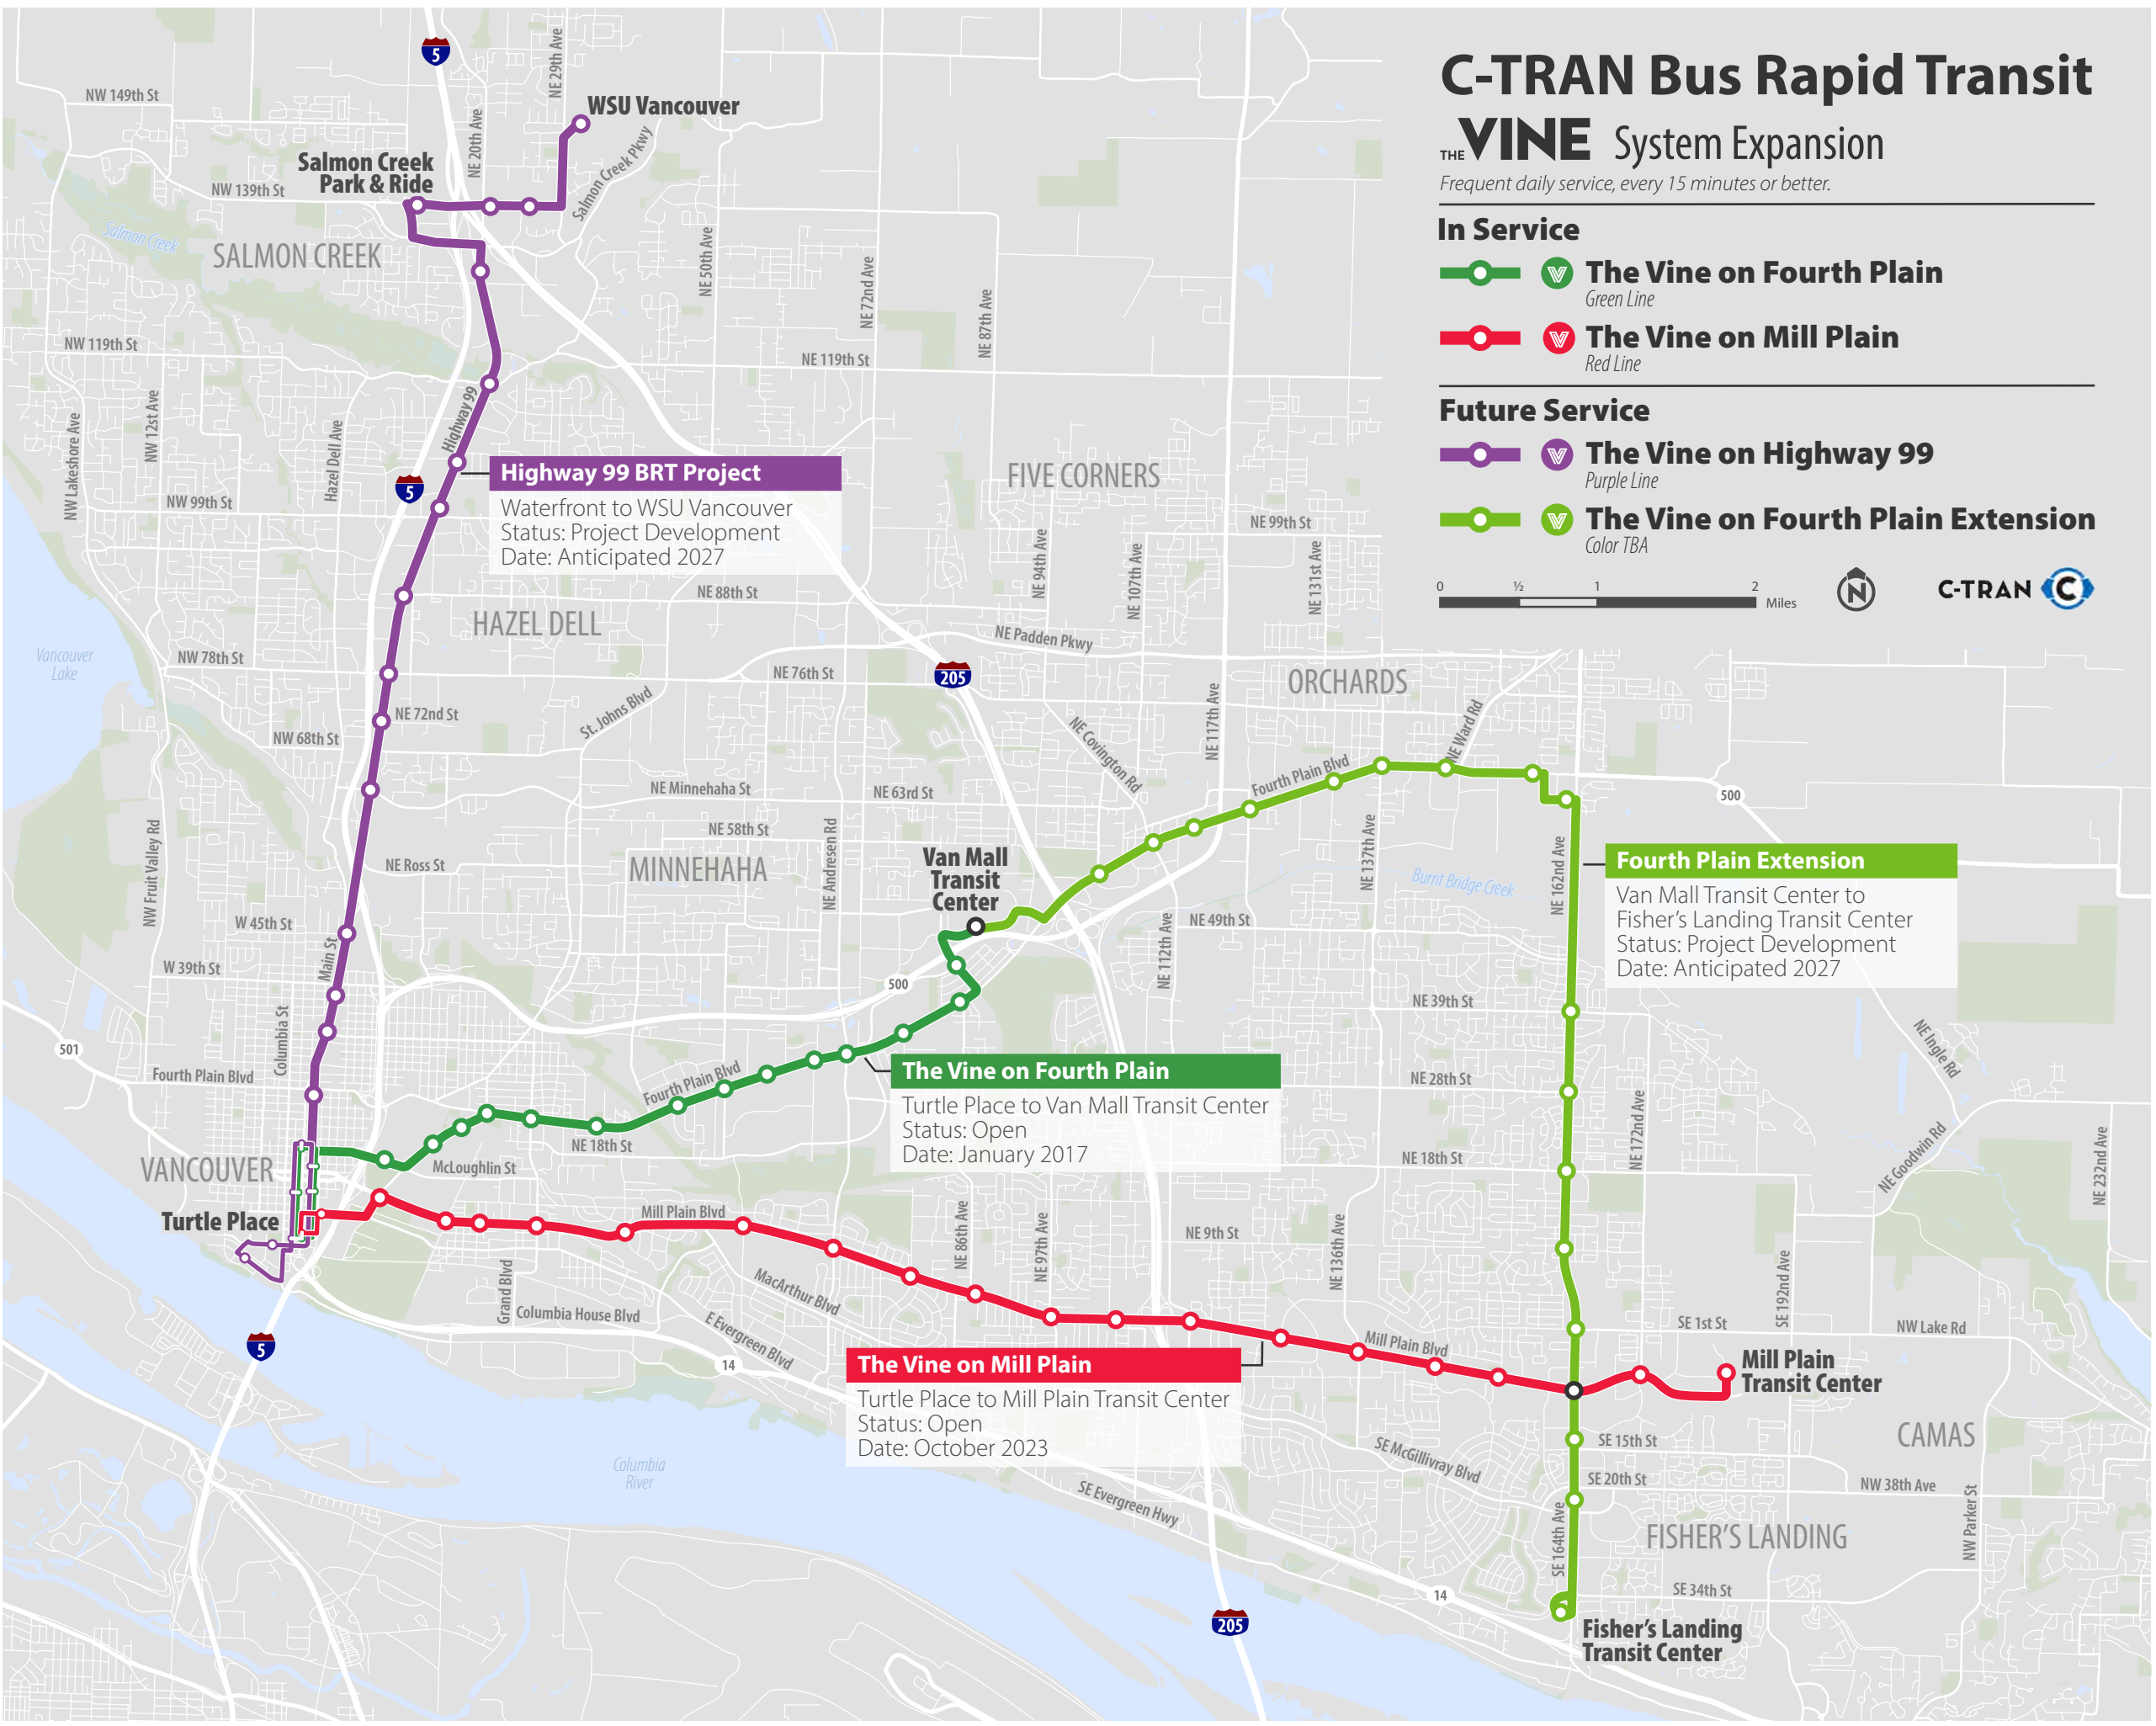 C-TRAN Bus Rapid Transit
THE VINE System Expansion
Frequent daily service, every 15 minutes or better.
In Service
The Vine on Fourth Plain
Green Line
The Vine on Mill Plain
Red Line
Future Service
The Vine on Highway 99
Purple Line
The Vine on Fourth Plain Extension
Color TBA
0 ½ 1 2 Miles
N
C-TRAN C
5
NE 29th Ave
NW 149th St
WSU Vancouver
NE 20th Ave
Salmon Creek Pkwy
Salmon Creek
Park & Ride
NW 139th St
Salmon Creek
SALMON CREEK
NE 50th Ave
NE 72nd Ave
NE 87th Ave
NW 119th St
NE 119th St
NW Lakeshore Ave
NW 12st Ave
Hazel Dell Ave
Highway 99
5
NW 99th St
Highway 99 BRT Project
Waterfront to WSU Vancouver
Status: Project Development
Date: Anticipated 2027
FIVE CORNERS
NE 99th St
NE 94th Ave
NE 107th Ave
NE 131st Ave
NE 88th St
HAZEL DELL
NE Padden Pkwy
Vancouver
Lake
NW 78th St
NE 76th St
205
ORCHARDS
St. Johns Blvd
NE 72nd St
NW 68th St
NE Covington Rd
NE 117th Ave
NE Ward Rd
Fourth Plain Blvd
500
NE Minnehaha St
NE 63rd St
NW Fruit Valley Rd
NE 58th St
NE Andresen Rd
NE Ross St
MINNEHAHA
Van Mall
Transit
Center
NE 137th Ave
Burnt Bridge Creek
NE 162nd Ave
Fourth Plain Extension
Van Mall Transit Center to
Fisher's Landing Transit Center
Status: Project Development
Date: Anticipated 2027
W 45th St
NE 49th St
NE 112th Ave
W 39th St
Main St
500
NE 39th St
Columbia St
501
NE Ingle Rd
Fourth Plain Blvd
Fourth Plain Blvd
The Vine on Fourth Plain
Turtle Place to Van Mall Transit Center
Status: Open
Date: January 2017
NE 28th St
NE 172nd Ave
NE 18th St
NE 18th St
NE Goodwin Rd
NE 232nd Ave
VANCOUVER
McLoughlin St
Turtle Place
Mill Plain Blvd
NE 86th Ave
NE 97th Ave
NE 9th St
NE 136th Ave
SE 192nd Ave
Grand Blvd
MacArthur Blvd
Columbia House Blvd
E Evergreen Blvd
5
14
Mill Plain Blvd
SE 1st St
NW Lake Rd
The Vine on Mill Plain
Turtle Place to Mill Plain Transit Center
Status: Open
Date: October 2023
Mill Plain
Transit Center
CAMAS
SE McGillivray Blvd
SE 15th St
SE 20th St
NW 38th Ave
Columbia
River
SE Evergreen Hwy
SE 164th Ave
FISHER'S LANDING
NW Parker St
14
SE 34th St
205
Fisher's Landing
Transit Center